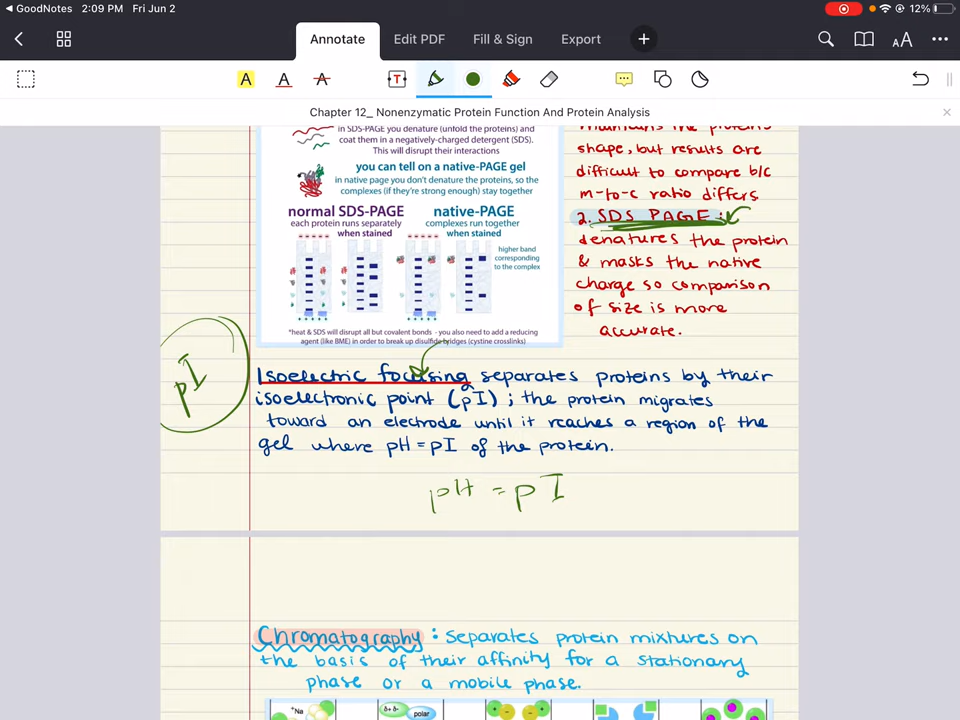 GoodNotes 2:09 PM Fri Jun 2 12%
Annotate Edit PDF Fill & Sign Export
A A A T AA
Chapter 12_ Nonenzymatic Protein Function And Protein Analysis
in SDS-PAGE you denature (unfold the proteins) and
coat them in a negatively-charged detergent (SDS).
This will disrupt their interactions
you can tell on a native-PAGE gel
in native page you don't denature the proteins, so the
complexes (if they're strong enough) stay together
normal SDS-PAGE
each protein runs separately
when stained
native-PAGE
complexes run together
when stained
higher band
corresponding
to the complex
*heat & SDS will disrupt all but covalent bonds - you also need to add a reducing
agent (like BME) in order to break up disulfide bridges (cystine crosslinks)
maintains the protein's
shape, but results are
difficult to compare b/c
m-to-c ratio differs
2. SDS PAGE:
denatures the protein
& masks the native
charge so comparison
of size is more
accurate.
pI
Isoelectric focusing separates proteins by their
isoelectronic point (pI); the protein migrates
toward an electrode until it reaches a region of the
gel where pH=pI of the protein.
pH = pI
Chromatography: separates protein mixtures on
the basis of their affinity for a stationary
phase or a mobile phase.
+Na
δ+ δ-
polar